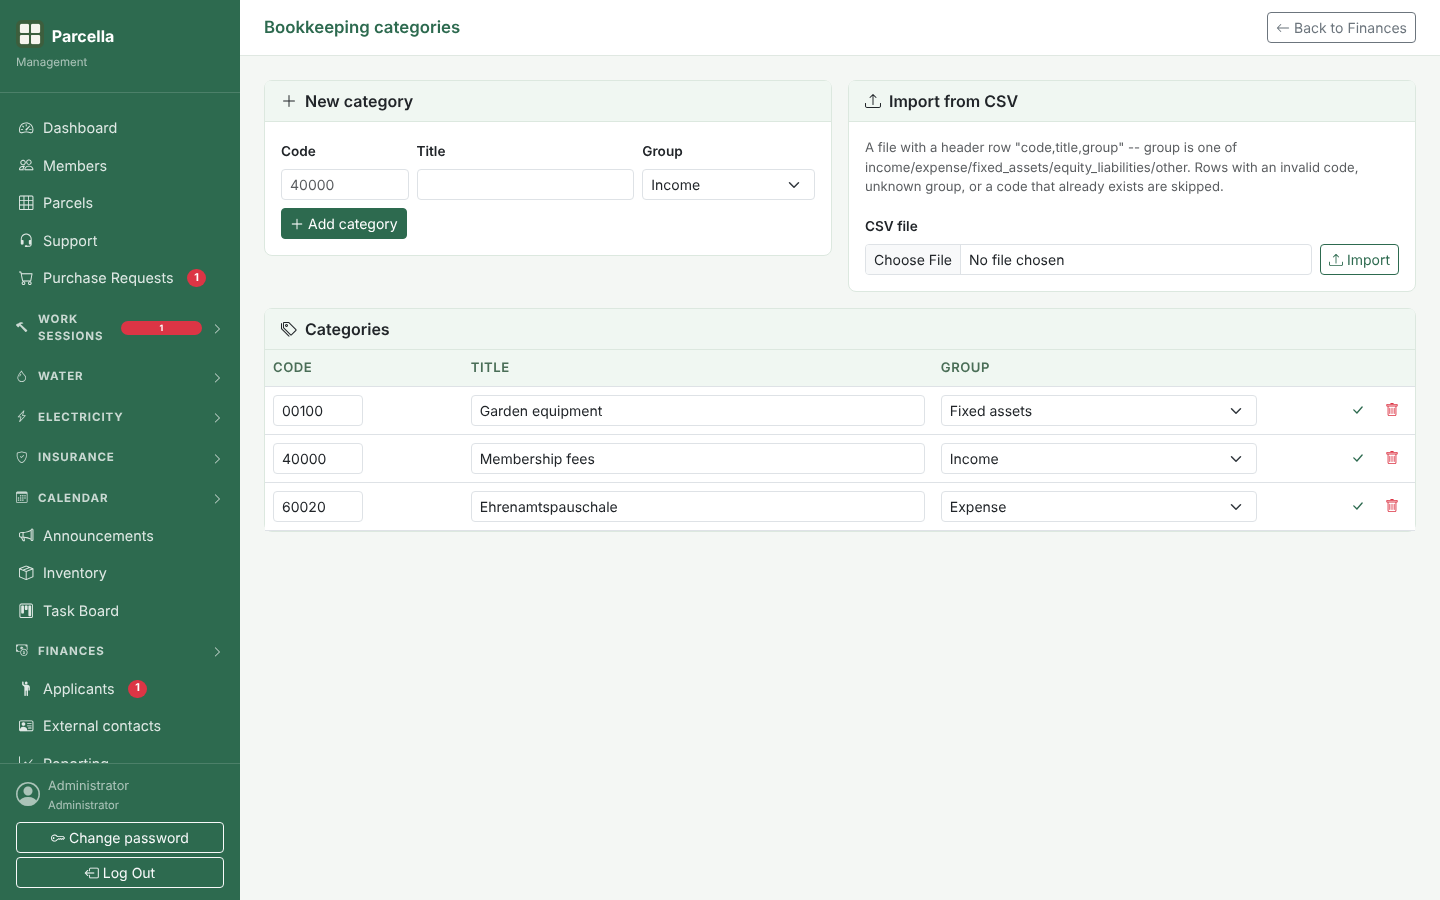 Parcella
Management
Dashboard
Members
Parcels
Support
Purchase Requests 1
WORK SESSIONS 1
WATER
ELECTRICITY
INSURANCE
CALENDAR
Announcements
Inventory
Task Board
FINANCES
Applicants 1
External contacts
Reporting
Administrator
Administrator
Change password
Log Out
Bookkeeping categories
Back to Finances
New category
Code Title Group
40000 Income
Add category
Import from CSV
A file with a header row "code,title,group" -- group is one of
income/expense/fixed_assets/equity_liabilities/other. Rows with an invalid code,
unknown group, or a code that already exists are skipped.
CSV file
Choose File No file chosen Import
Categories
CODE TITLE GROUP
00100 Garden equipment Fixed assets
40000 Membership fees Income
60020 Ehrenamtspauschale Expense